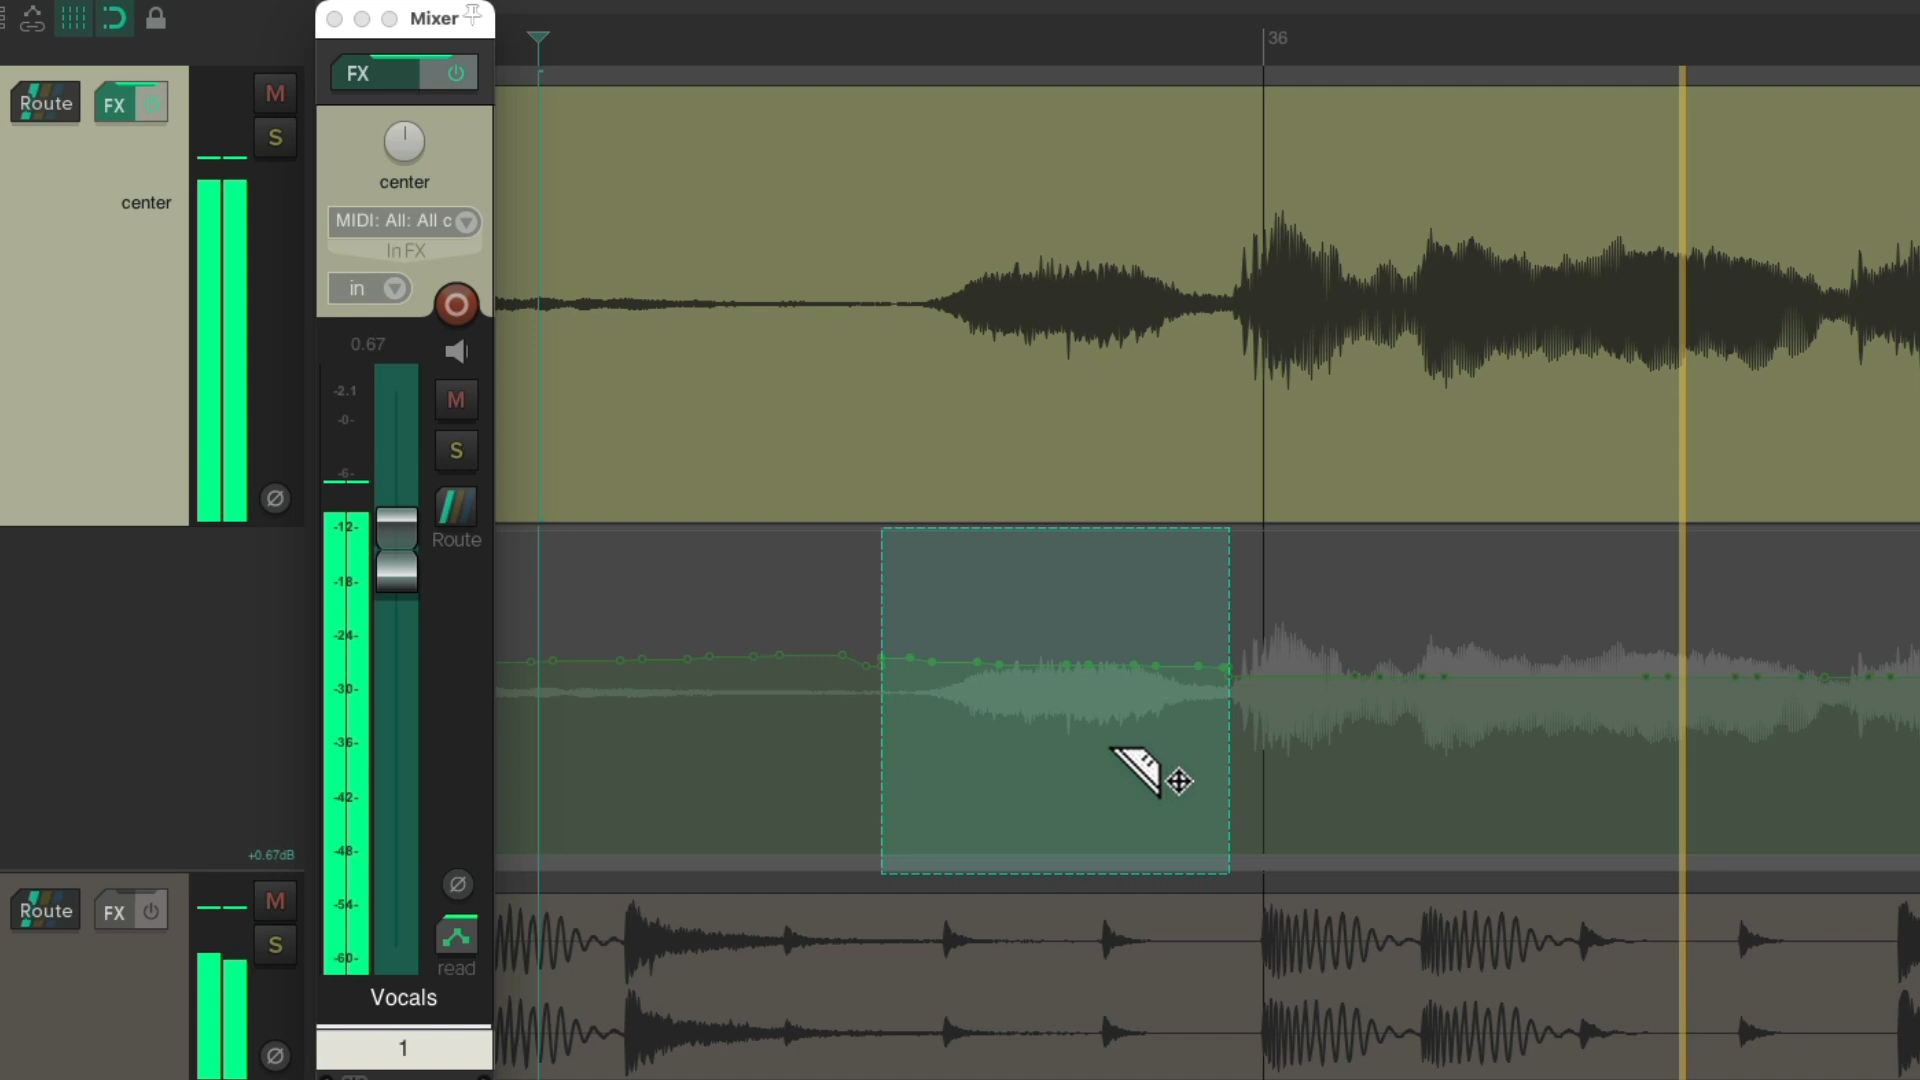 Mixer
36
Route
FX
M
S
center
FX
center
MIDI: All: All c
In FX
in
0.67
-2.1
-0-
-6-
-12-
-18-
-24-
-30-
-36-
-42-
-48-
-54-
-60-
M
S
Route
read
Vocals
1
+0.67dB
Route
FX
M
S